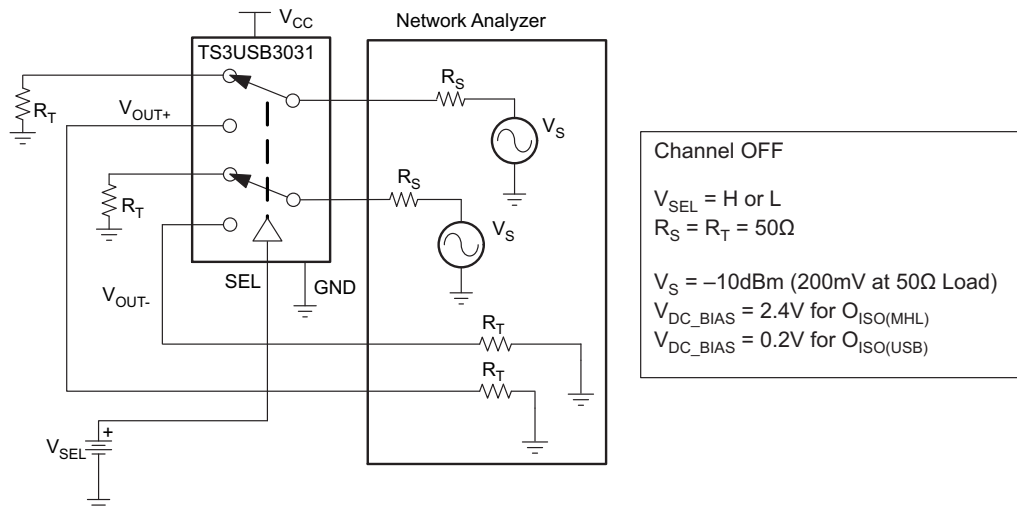 V_CC
Network Analyzer
TS3USB3031
R_S
R_T
V_OUT+
V_S
R_S
R_T
V_S
SEL
GND
V_OUT-
R_T
R_T
+
V_SEL
Channel OFF
V_SEL = H or L
R_S = R_T = 50Ω
V_S = –10dBm (200mV at 50Ω Load)
V_DC_BIAS = 2.4V for O_ISO(MHL)
V_DC_BIAS = 0.2V for O_ISO(USB)